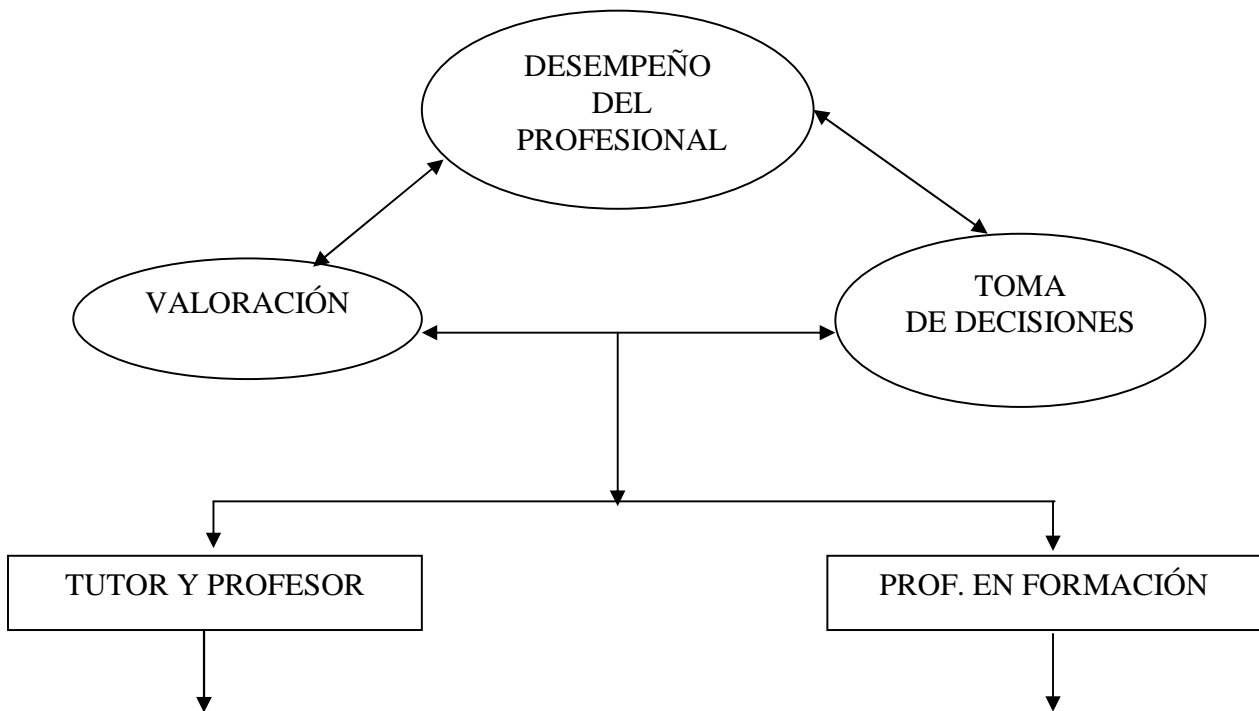 DESEMPEÑO
DEL
PROFESIONAL
VALORACIÓN
TOMA
DE DECISIONES
TUTOR Y PROFESOR
PROF. EN FORMACIÓN